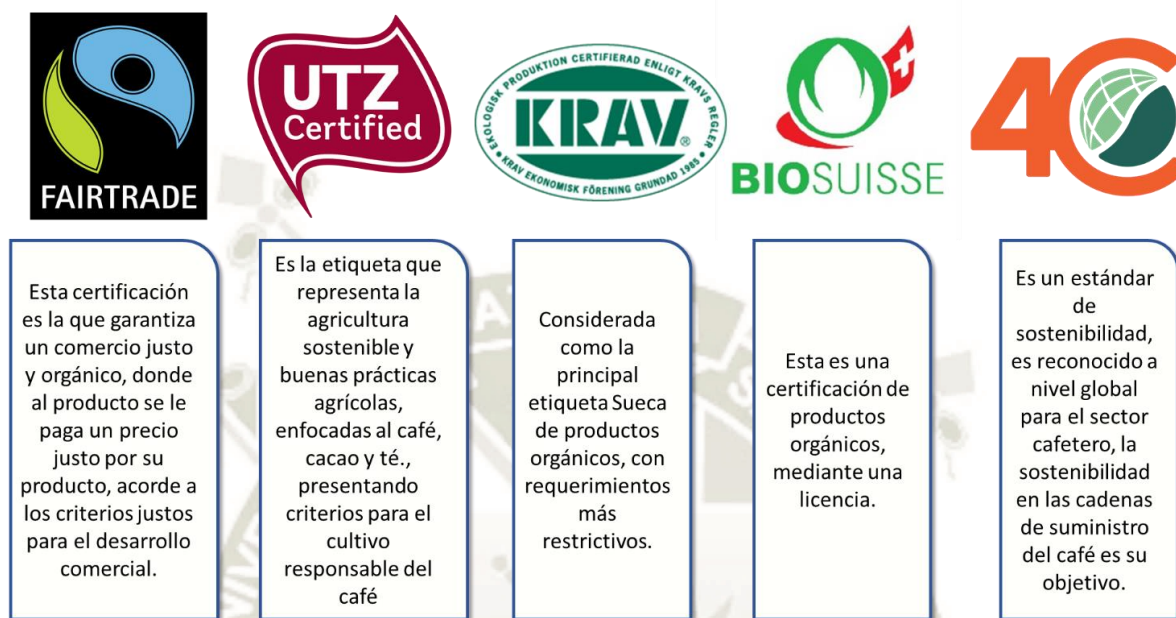 FAIRTRADE
UTZ
Certified
EKOLOGISK PRODUKTION CERTIFIERAD ENLIGT KRAVS REGLER
KRAV®
KRAV EKONOMISK FÖRENING GRUNDAD 1985
BIOSUISSE
4C
Esta certificación
es la que garantiza
un comercio justo
y orgánico, donde
al producto se le
paga un precio
justo por su
producto, acorde a
los criterios justos
para el desarrollo
comercial.
Es la etiqueta que
representa la
agricultura
sostenible y
buenas prácticas
agrícolas,
enfocadas al café,
cacao y té.,
presentando
criterios para el
cultivo
responsable del
café
Considerada
como la
principal
etiqueta Sueca
de productos
orgánicos, con
requerimientos
más
restrictivos.
Esta es una
certificación de
productos
orgánicos,
mediante una
licencia.
Es un estándar
de
sostenibilidad,
es reconocido a
nivel global
para el sector
cafetero, la
sostenibilidad
en las cadenas
de suministro
del café es su
objetivo.